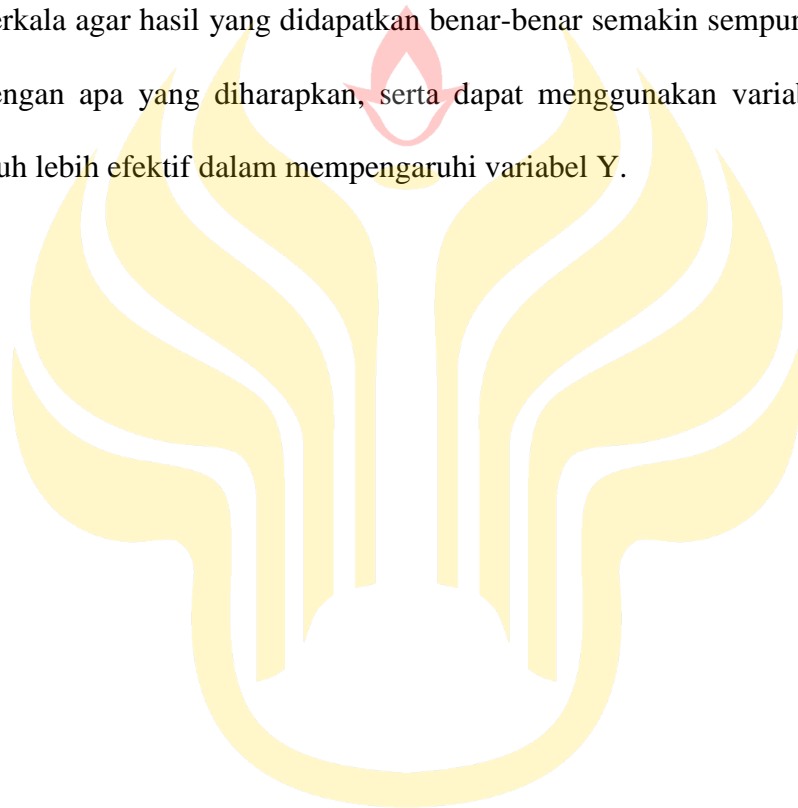 erkala agar hasil yang didapatkan benar-benar semakin sempur
engan apa yang diharapkan, serta dapat menggunakan varia
uh lebih efektif dalam mempengaruhi variabel Y.